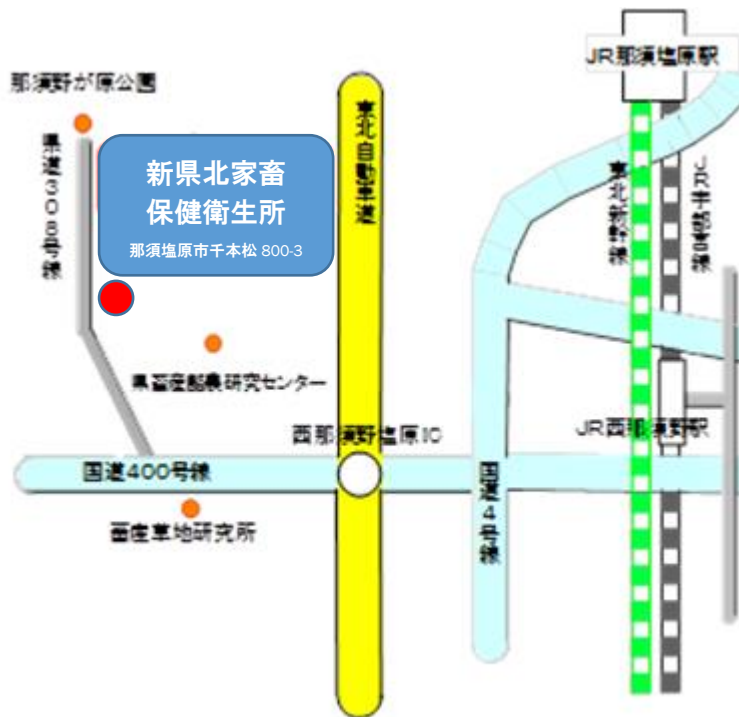 JR那須塩原駅
那須野が原公園
県道308号線
新県北家畜
保健衛生所
那須塩原市千本松 800-3
東北自動車道
東北新幹線
JR宇都宮線
県畜産酪農研究センター
西那須野塩原IC
JR西那須野駅
国道400号線
国道4号線
畜産草地研究所